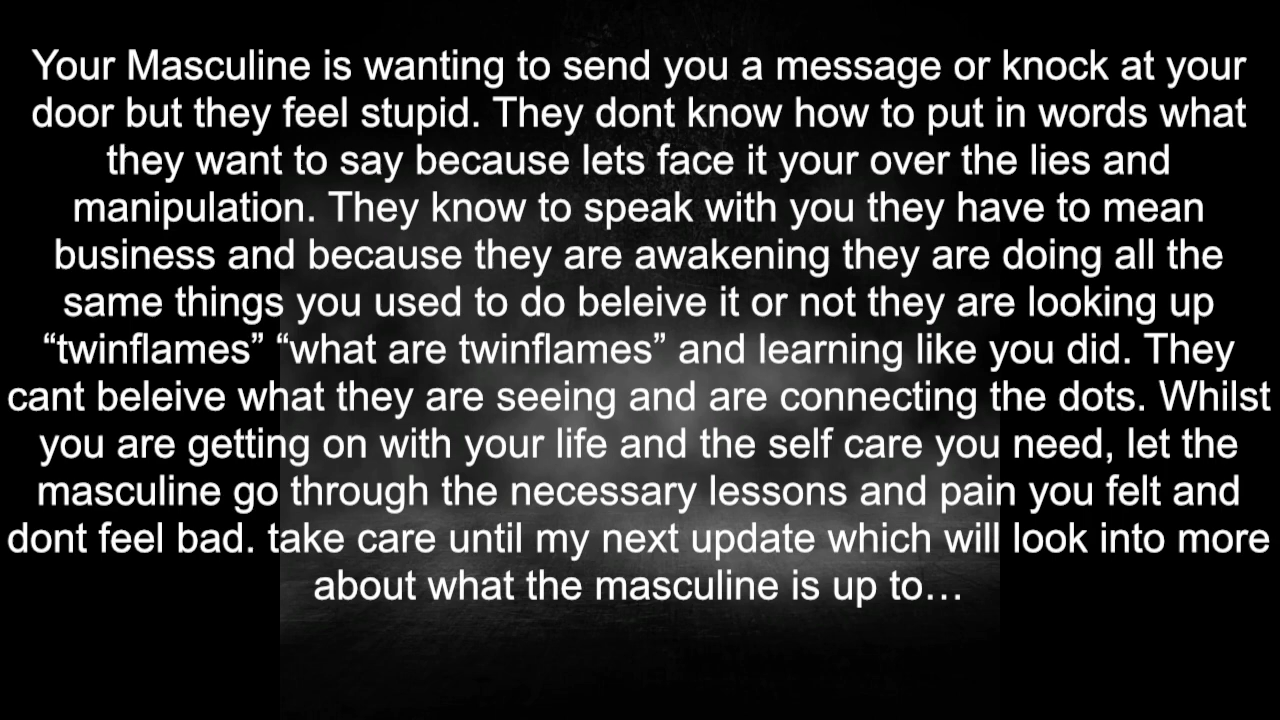 Your Masculine is wanting to send you a message or knock at your
door but they feel stupid. They dont know how to put in words what
they want to say because lets face it your over the lies and
manipulation. They know to speak with you they have to mean
business and because they are awakening they are doing all the
same things you used to do beleive it or not they are looking up
“twinflames” “what are twinflames” and learning like you did. They
cant beleive what they are seeing and are connecting the dots. Whilst
you are getting on with your life and the self care you need, let the
masculine go through the necessary lessons and pain you felt and
dont feel bad. take care until my next update which will look into more
about what the masculine is up to…